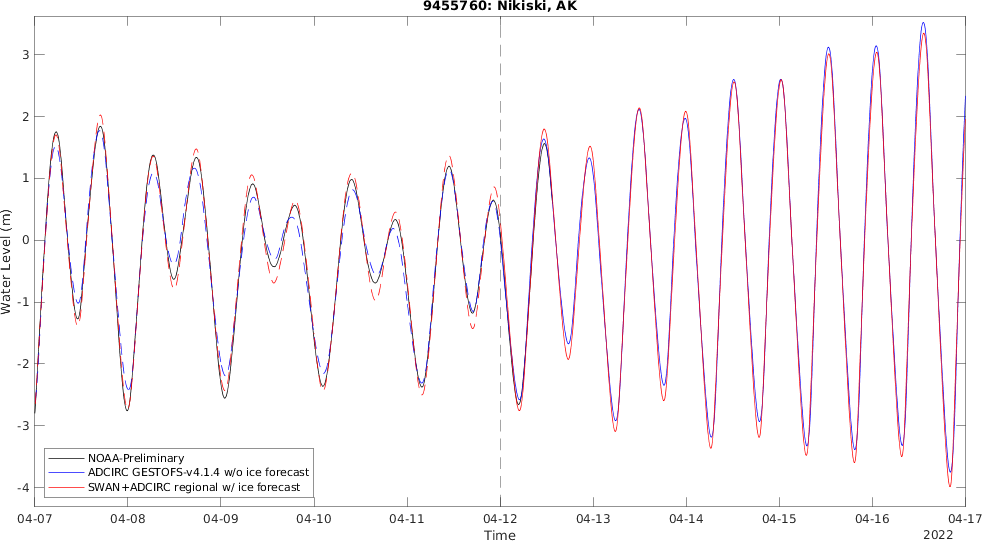 9455760: Nikiski, AK
Water Level (m)
3
2
1
0
-1
-2
-3
-4
NOAA-Preliminary
ADCIRC GESTOFS-v4.1.4 w/o ice forecast
SWAN+ADCIRC regional w/ ice forecast
04-07 04-08 04-09 04-10 04-11 04-12 04-13 04-14 04-15 04-16 04-17
Time
2022